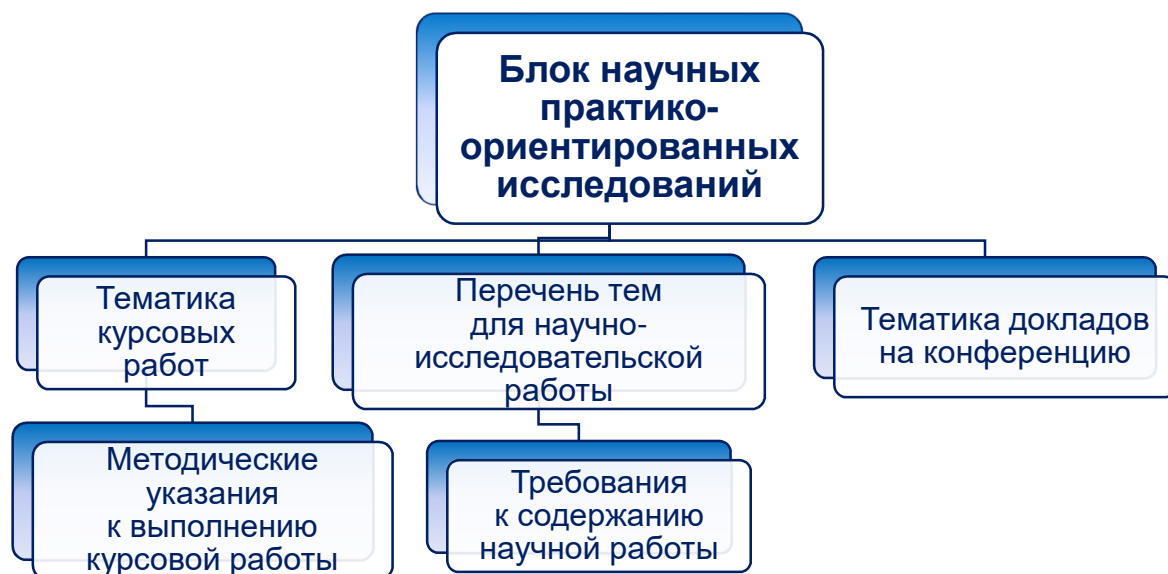 Блок научных
практико-
ориентированных
исследований
Тематика
курсовых
работ
Перечень тем
для научно-
исследовательской
работы
Тематика докладов
на конференцию
Методические
указания
к выполнению
курсовой работы
Требования
к содержанию
научной работы